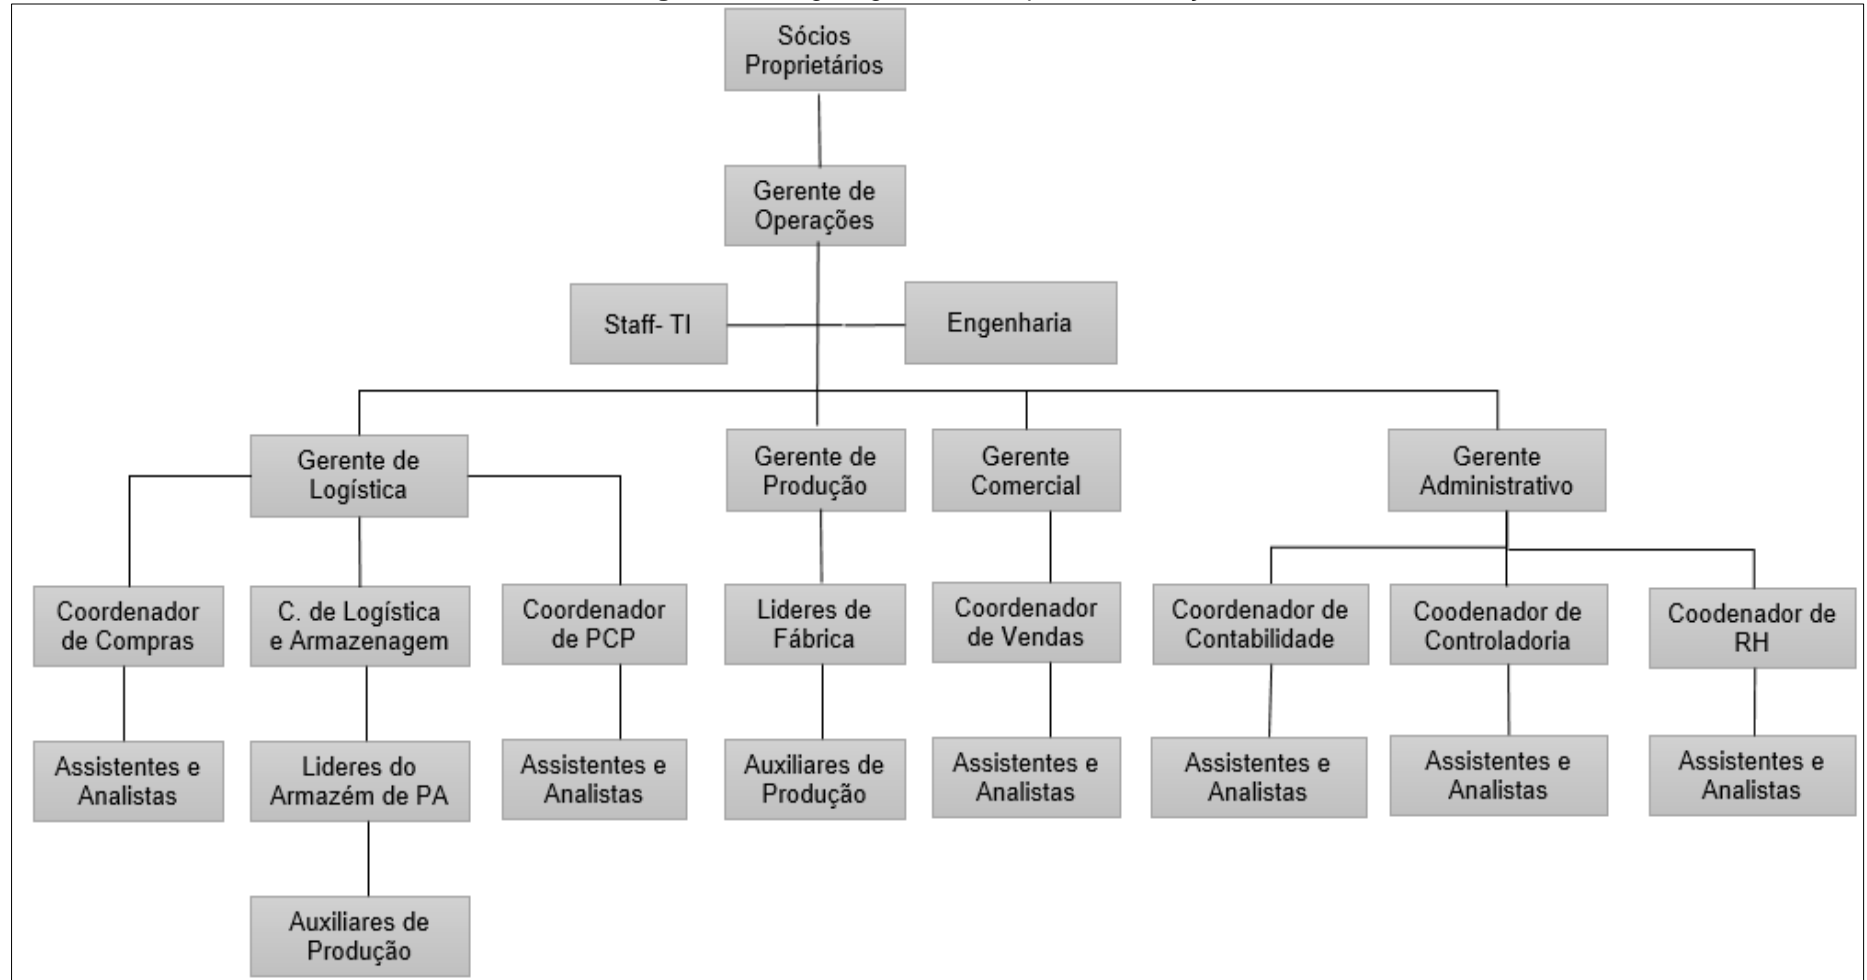 Sócios
Proprietários
Gerente de
Operações
Staff- TI
Engenharia
Gerente de
Logística
Gerente de
Produção
Gerente
Comercial
Gerente
Administrativo
Coordenador
de Compras
C. de Logística
e Armazenagem
Coordenador
de PCP
Lideres de
Fábrica
Coordenador
de Vendas
Coordenador de
Contabilidade
Coodenador de
Controladoria
Coodenador de
RH
Assistentes e
Analistas
Lideres do
Armazém de PA
Assistentes e
Analistas
Auxiliares de
Produção
Assistentes e
Analistas
Assistentes e
Analistas
Assistentes e
Analistas
Assistentes e
Analistas
Auxiliares de
Produção